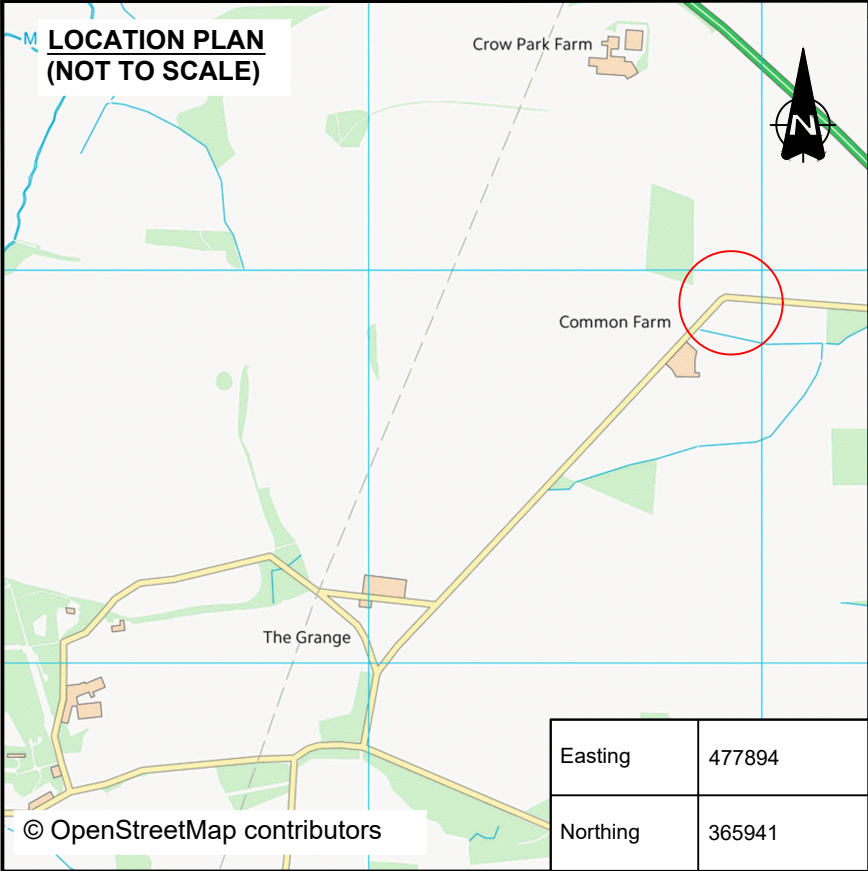 M
LOCATION PLAN
(NOT TO SCALE)
Crow Park Farm
N
Common Farm
The Grange
Easting 477894
Northing 365941
© OpenStreetMap contributors